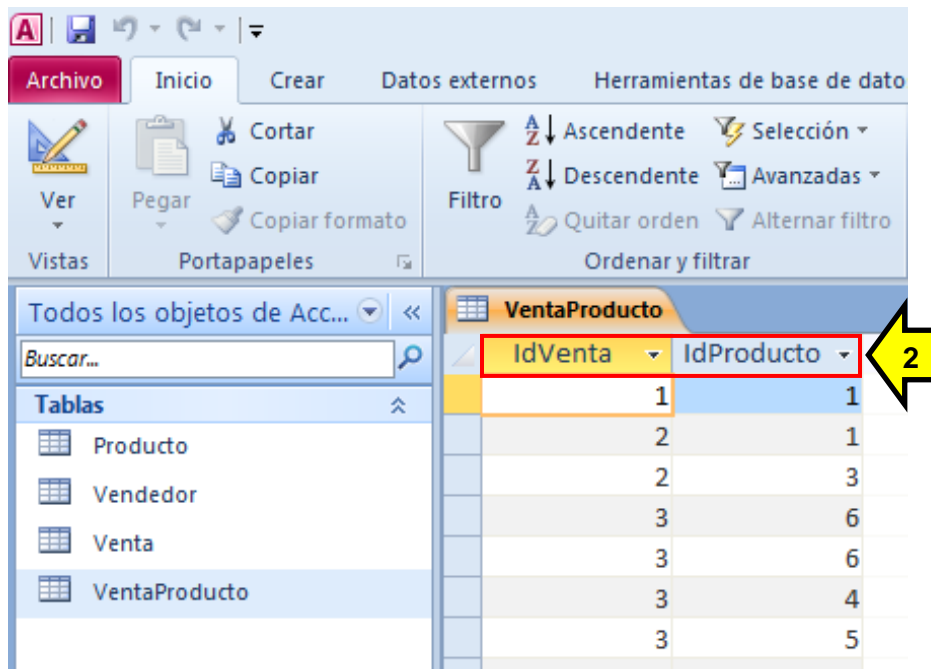 A
Archivo Inicio Crear Datos externos Herramientas de base de dato
Cortar
Copiar
Copiar formato
Ver
Pegar
Vistas
Portapapeles
Filtro
Ascendente
Descendente
Quitar orden
Selección
Avanzadas
Alternar filtro
Ordenar y filtrar
Todos los objetos de Acc...
Buscar...
Tablas
Producto
Vendedor
Venta
VentaProducto
VentaProducto
IdVenta IdProducto
2
1 1
2 1
2 3
3 6
3 6
3 4
3 5